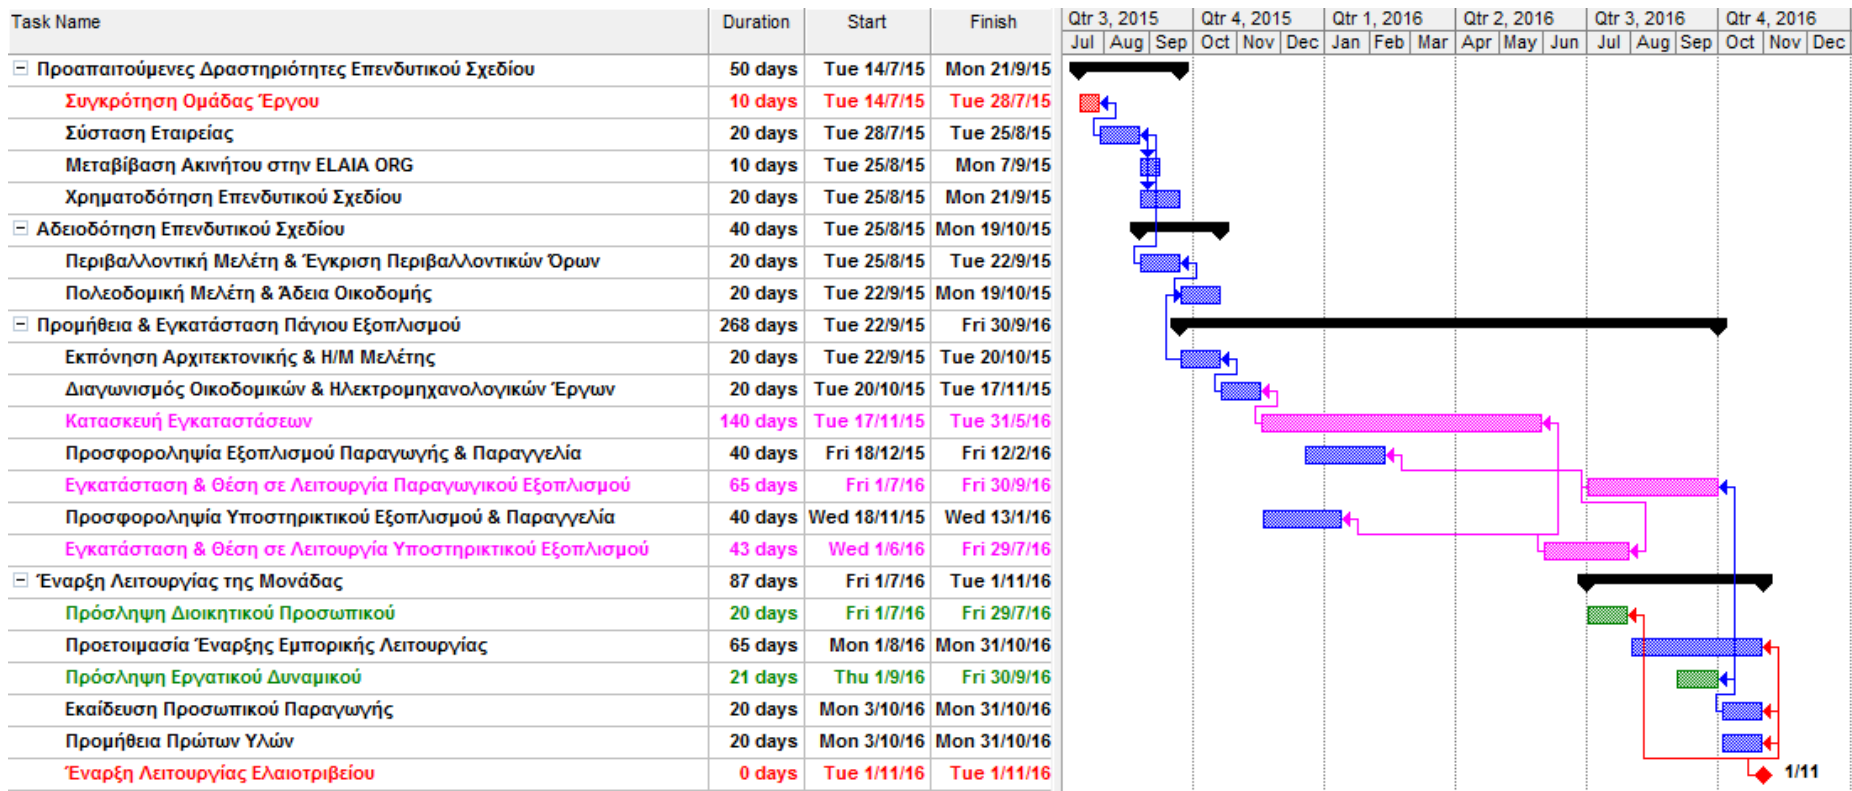 Task Name Duration Start Finish Qtr 3, 2015 Qtr 4, 2015 Qtr 1, 2016 Qtr 2, 2016 Qtr 3, 2016 Qtr 4, 2016
Jul Aug Sep Oct Nov Dec Jan Feb Mar Apr May Jun Jul Aug Sep Oct Nov Dec
Προαπαιτούμενες Δραστηριότητες Επενδυτικού Σχεδίου 50 days Tue 14/7/15 Mon 21/9/15
Συγκρότηση Ομάδας Έργου 10 days Tue 14/7/15 Tue 28/7/15
Σύσταση Εταιρείας 20 days Tue 28/7/15 Tue 25/8/15
Μεταβίβαση Ακινήτου στην ELAIA ORG 10 days Tue 25/8/15 Mon 7/9/15
Χρηματοδότηση Επενδυτικού Σχεδίου 20 days Tue 25/8/15 Mon 21/9/15
Αδειοδότηση Επενδυτικού Σχεδίου 40 days Tue 25/8/15 Mon 19/10/15
Περιβαλλοντική Μελέτη & Έγκριση Περιβαλλοντικών Όρων 20 days Tue 25/8/15 Tue 22/9/15
Πολεοδομική Μελέτη & Άδεια Οικοδομής 20 days Tue 22/9/15 Mon 19/10/15
Προμήθεια & Εγκατάσταση Πάγιου Εξοπλισμού 268 days Tue 22/9/15 Fri 30/9/16
Εκπόνηση Αρχιτεκτονικής & Η/Μ Μελέτης 20 days Tue 22/9/15 Tue 20/10/15
Διαγωνισμός Οικοδομικών & Ηλεκτρομηχανολογικών Έργων 20 days Tue 20/10/15 Tue 17/11/15
Κατασκευή Εγκαταστάσεων 140 days Tue 17/11/15 Tue 31/5/16
Προσφοροληψία Εξοπλισμού Παραγωγής & Παραγγελία 40 days Fri 18/12/15 Fri 12/2/16
Εγκατάσταση & Θέση σε Λειτουργία Παραγωγικού Εξοπλισμού 65 days Fri 1/7/16 Fri 30/9/16
Προσφοροληψία Υποστηρικτικού Εξοπλισμού & Παραγγελία 40 days Wed 18/11/15 Wed 13/1/16
Εγκατάσταση & Θέση σε Λειτουργία Υποστηρικτικού Εξοπλισμού 43 days Wed 1/6/16 Fri 29/7/16
Έναρξη Λειτουργίας της Μονάδας 87 days Fri 1/7/16 Tue 1/11/16
Πρόσληψη Διοικητικού Προσωπικού 20 days Fri 1/7/16 Fri 29/7/16
Προετοιμασία Έναρξης Εμπορικής Λειτουργίας 65 days Mon 1/8/16 Mon 31/10/16
Πρόσληψη Εργατικού Δυναμικού 21 days Thu 1/9/16 Fri 30/9/16
Εκαίδευση Προσωπικού Παραγωγής 20 days Mon 3/10/16 Mon 31/10/16
Προμήθεια Πρώτων Υλών 20 days Mon 3/10/16 Mon 31/10/16
Έναρξη Λειτουργίας Ελαιοτριβείου 0 days Tue 1/11/16 Tue 1/11/16 1/11